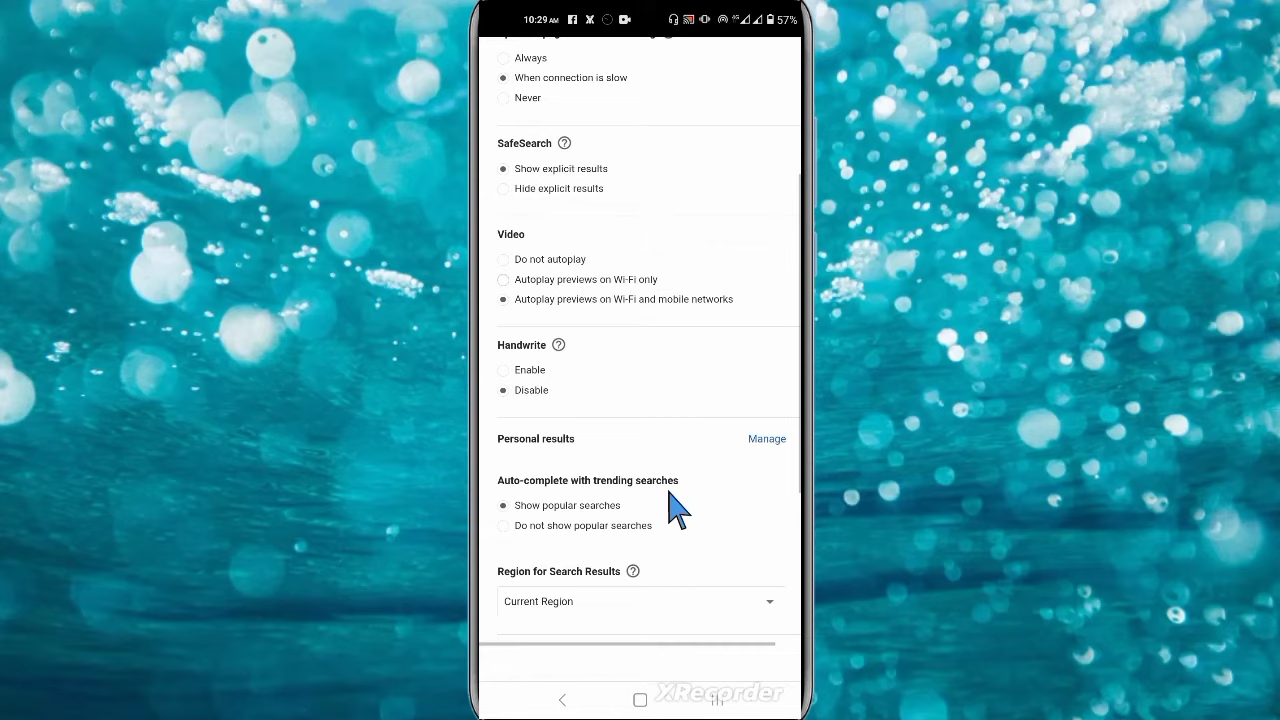 10:29 AM
57%
Always
When connection is slow
Never
SafeSearch
Show explicit results
Hide explicit results
Video
Do not autoplay
Autoplay previews on Wi-Fi only
Autoplay previews on Wi-Fi and mobile networks
Handwrite
Enable
Disable
Personal results Manage
Auto-complete with trending searches
Show popular searches
Do not show popular searches
Region for Search Results
Current Region
XRecorder